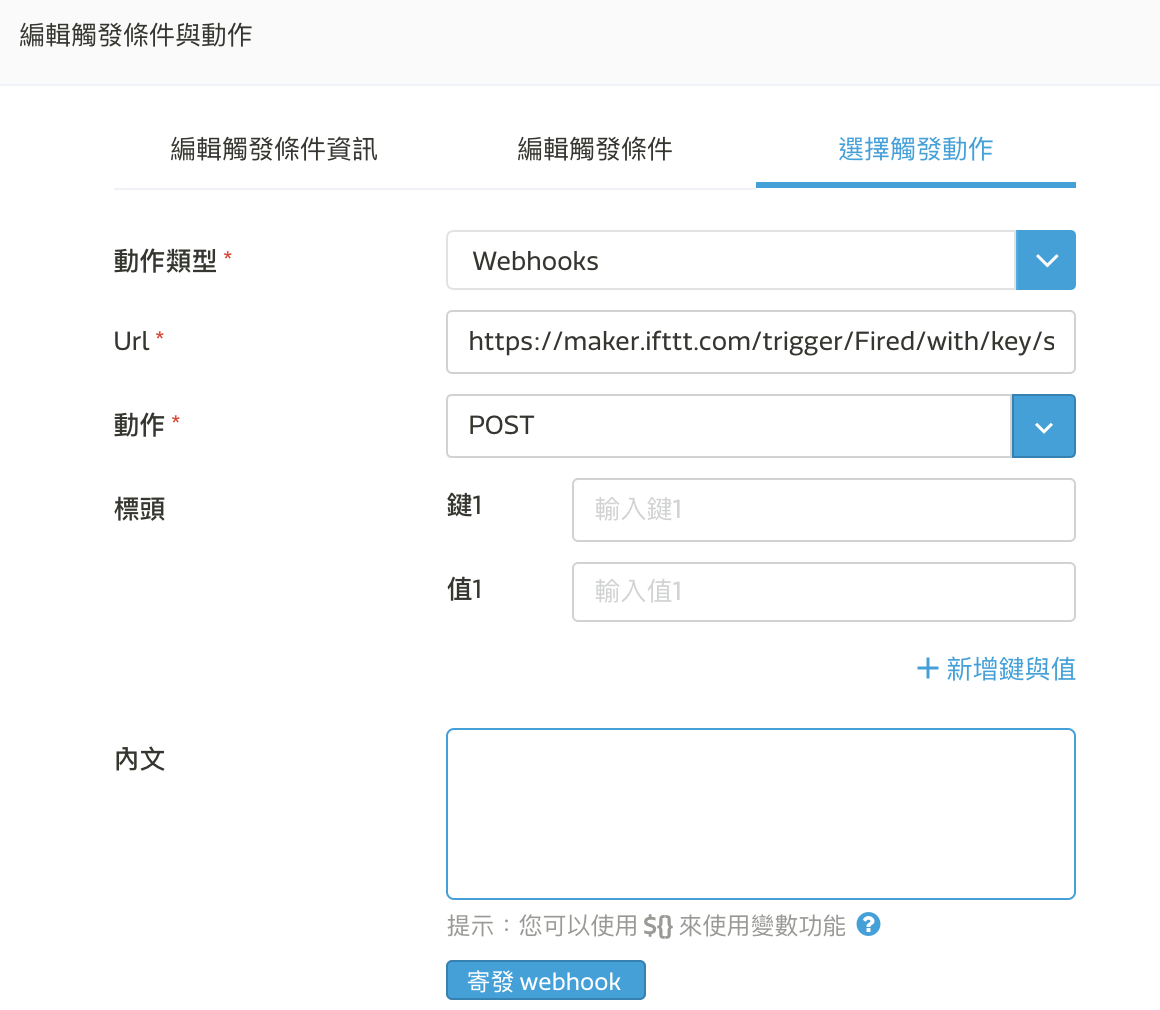 編輯觸發條件與動作
編輯觸發條件資訊 編輯觸發條件 選擇觸發動作
動作類型 * Webhooks
Url * https://maker.ifttt.com/trigger/Fired/with/key/s
動作 * POST
標頭 鍵1 輸入鍵1
值1 輸入值1
+ 新增鍵與值
內文
提示：您可以使用 ${} 來使用變數功能 ?
寄發 webhook